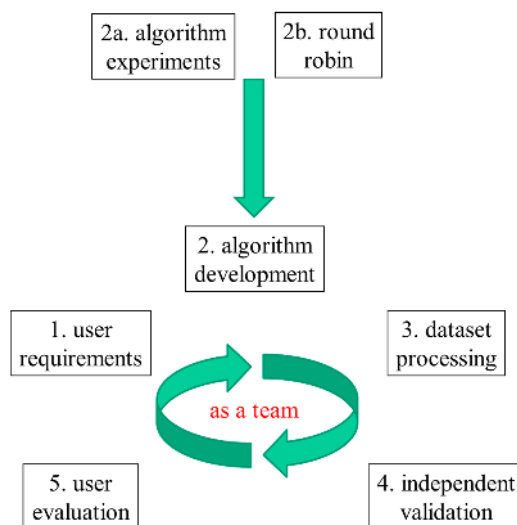 2a. algorithm
experiments
2b. round
robin
2. algorithm
development
1. user
requirements
3. dataset
processing
as a team
5. user
evaluation
4. independent
validation